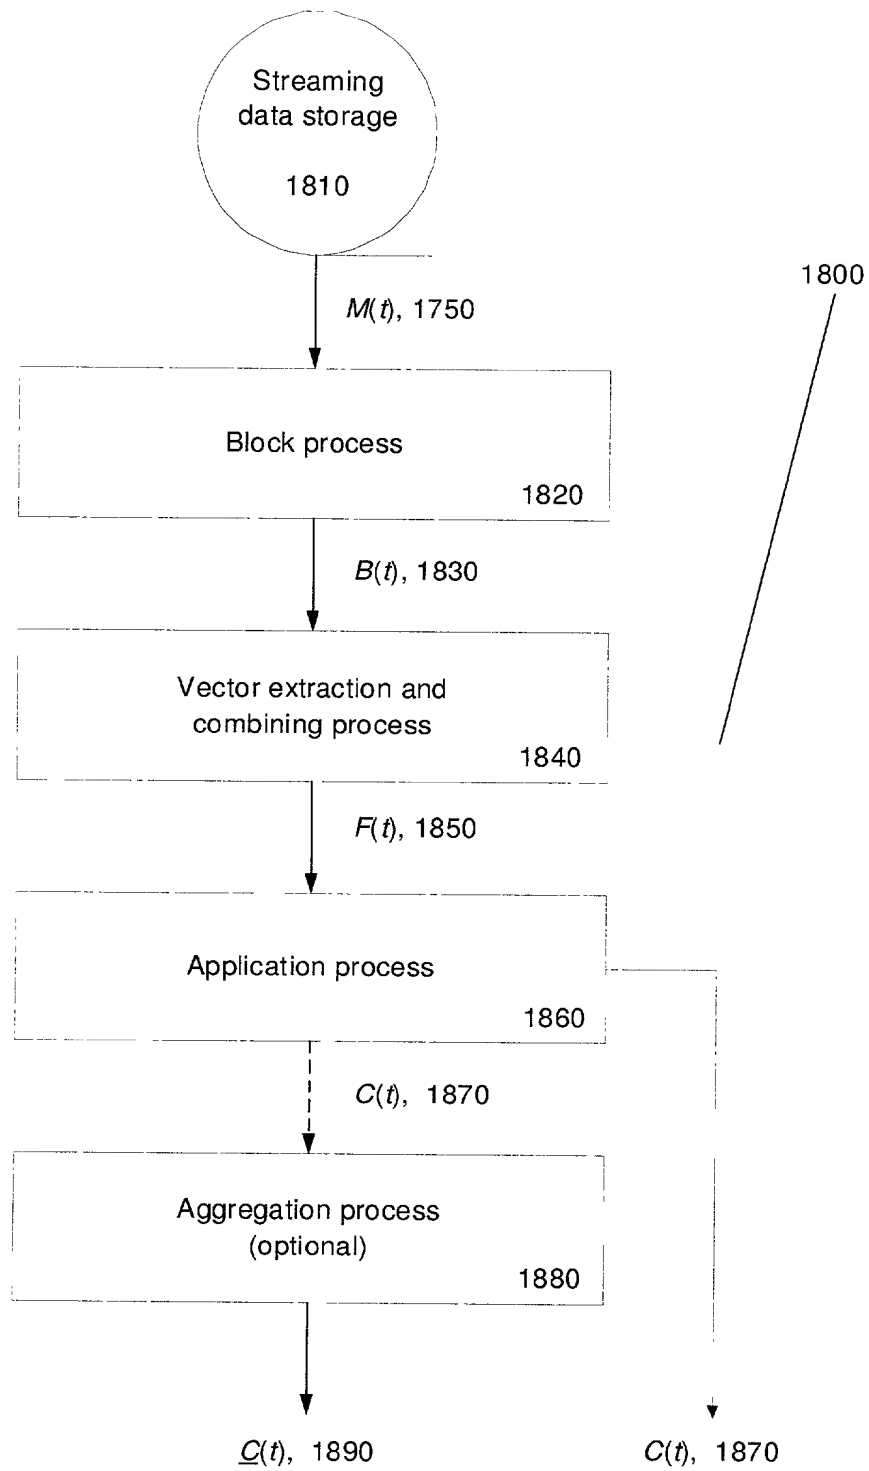 Streaming
data storage
1810
1800
M(t), 1750
Block process
1820
B(t), 1830
Vector extraction and
combining process
1840
F(t), 1850
Application process
1860
C(t), 1870
Aggregation process
(optional)
1880
C(t), 1890
C(t), 1870